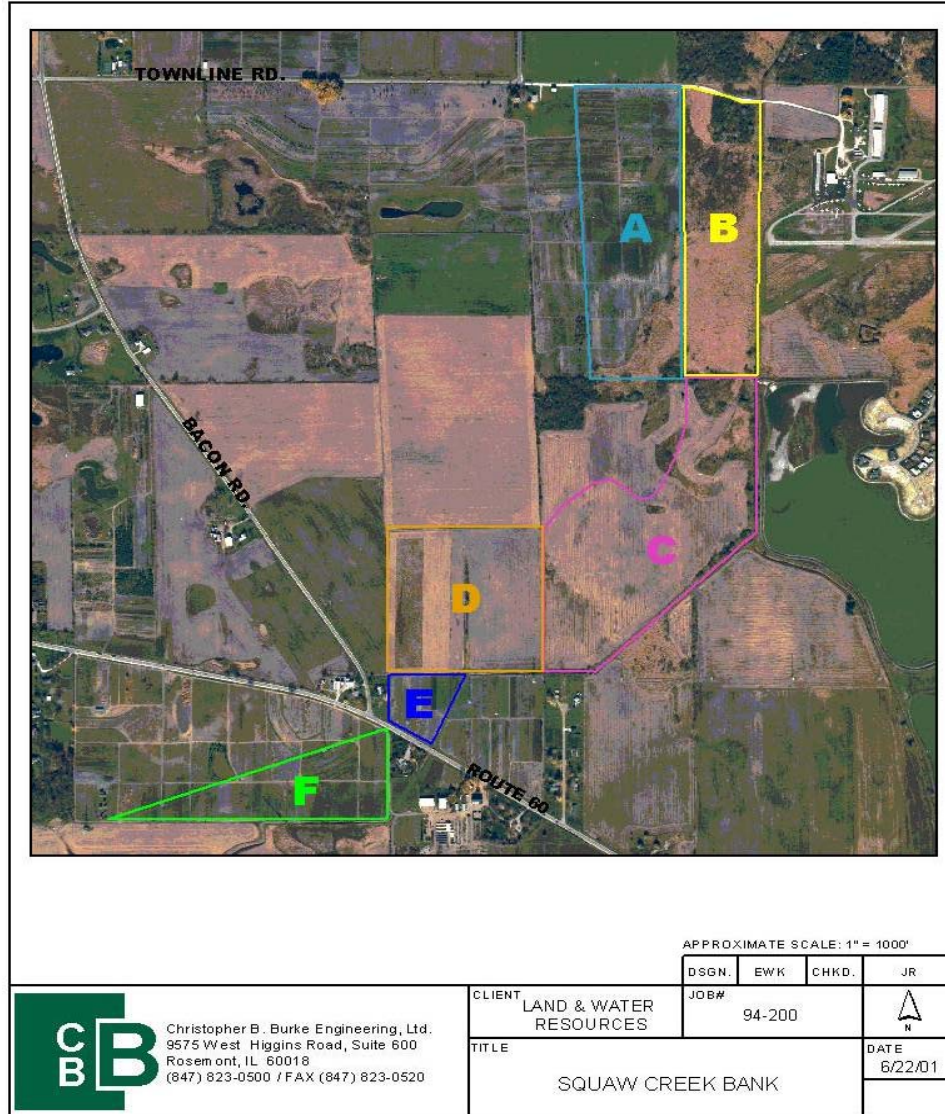 TOWNLINE RD.
A
B
BACON RD.
C
D
E
F
ROUTE 60
APPROXIMATE SCALE: 1" = 1000'
DSGN. EWK CHKD. JR
CBB
Christopher B. Burke Engineering, Ltd.
9575 West Higgins Road, Suite 600
Rosemont, IL 60018
(847) 823-0500 / FAX (847) 823-0520
CLIENT LAND & WATER
RESOURCES
JOB# 94-200
N
TITLE
SQUAW CREEK BANK
DATE
6/22/01